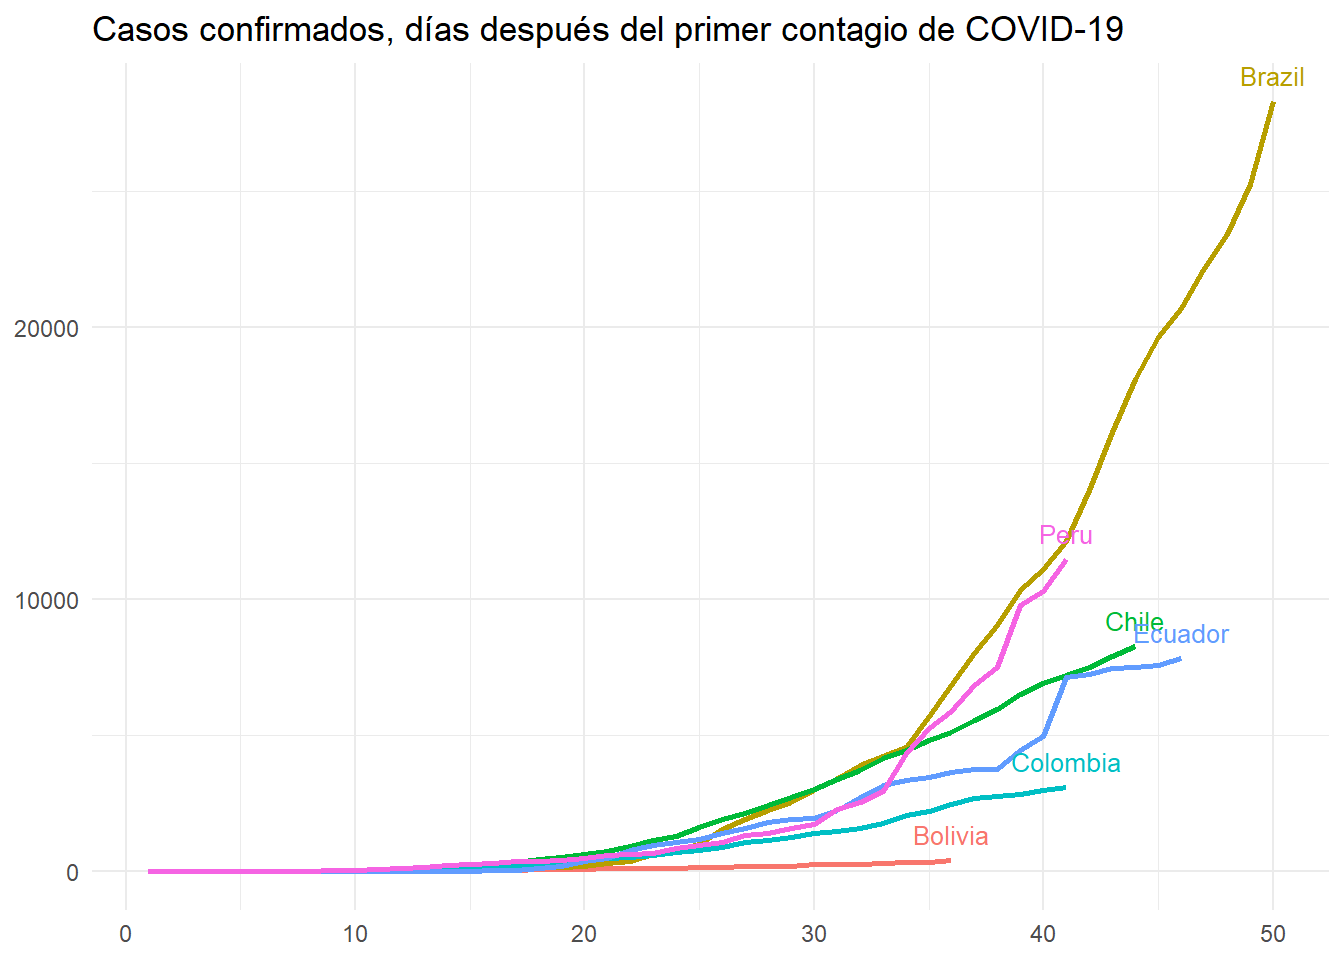 Casos confirmados, días después del primer contagio de COVID-19
Brazil
20000
Peru
10000
Chile
Ecuador
Colombia
Bolivia
0
0 10 20 30 40 50